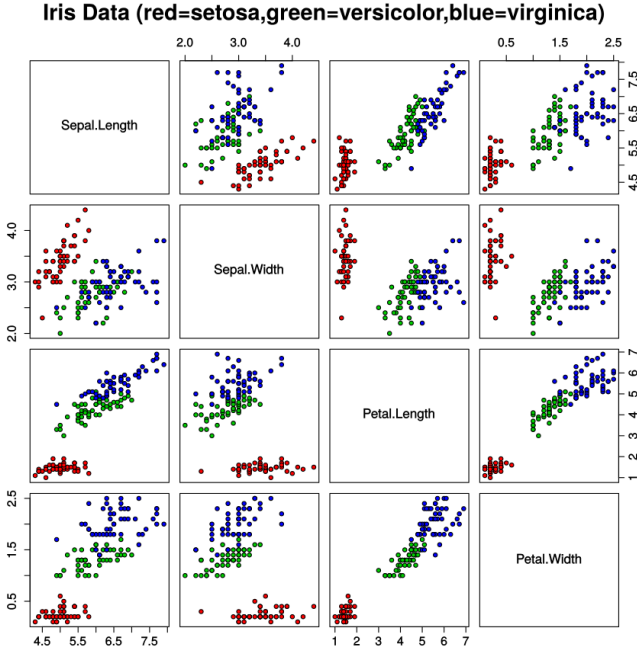 Iris Data (red=setosa,green=versicolor,blue=virginica)
2.0 3.0 4.0
0.5 1.5 2.5
Sepal.Length
4.5 5.5 6.5 7.5
2.0 3.0 4.0
Sepal.Width
Petal.Length
1 2 3 4 5 6 7
0.5 1.5 2.5
Petal.Width
4.5 5.5 6.5 7.5
1 2 3 4 5 6 7